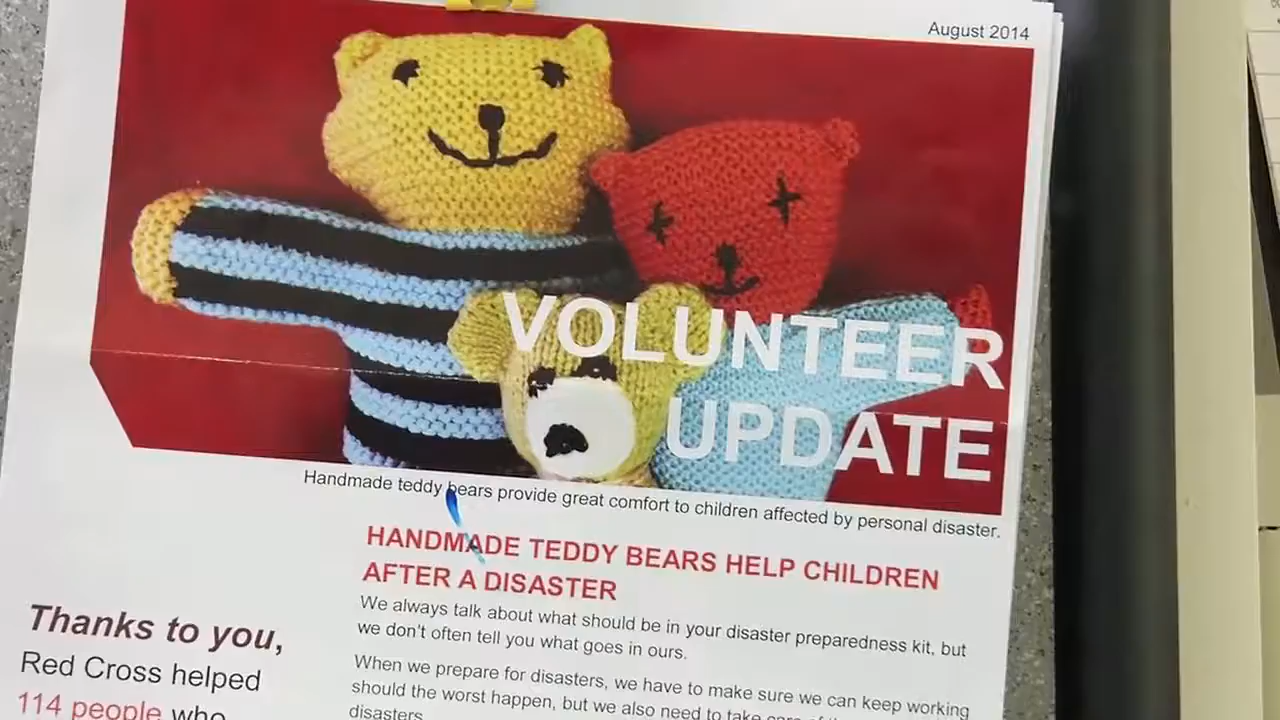 August 2014
VOLUNTEER
UPDATE
Handmade teddy bears provide great comfort to children affected by personal disaster.
HANDMADE TEDDY BEARS HELP CHILDREN
AFTER A DISASTER
We always talk about what should be in your disaster preparedness kit, but
we don't often tell you what goes in ours.
When we prepare for disasters, we have to make sure we can keep working
should the worst happen, but we also need to take care of
disasters
Thanks to you,
Red Cross helped
114 people who